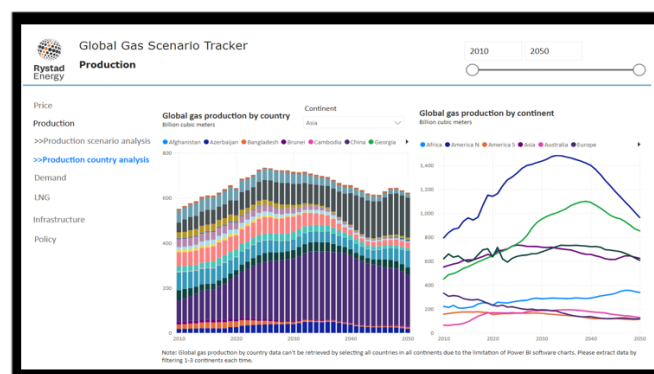 Global Gas Scenario Tracker
Rystad
Energy
Production
2010
2050
Price
Production
>>Production scenario analysis
>>Production country analysis
Demand
LNG
Infrastructure
Policy
Global gas production by country
Billion cubic meters
Continent
Asia
Afghanistan Azerbaijan Bangladesh Brunei Cambodia China Georgia
800
600
400
200
0
2010 2020 2030 2040 2050
Global gas production by continent
Billion cubic meters
Africa America N America S Asia Australia Europe
1,400
1,200
1,000
800
600
400
200
0
2010 2020 2030 2040 2050
Note: Global gas production by country data can't be retrieved by selecting all countries in all continents due to the limitation of Power BI software charts. Please extract data by
filtering 1-3 continents each time.